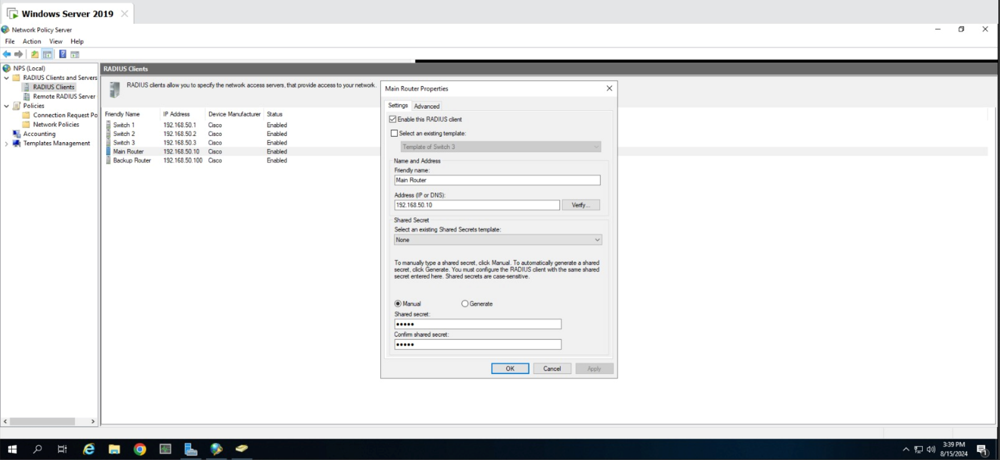 Windows Server 2019
Network Policy Server
File Action View Help
NPS (Local)
RADIUS Clients and Servers
RADIUS Clients
Remote RADIUS Server
Policies
Connection Request Po
Network Policies
Accounting
Templates Management
RADIUS Clients
RADIUS clients allow you to specify the network access servers, that provide access to your network.
Friendly Name IP Address Device Manufacturer Status
Switch 1 192.168.50.1 Cisco Enabled
Switch 2 192.168.50.2 Cisco Enabled
Switch 3 192.168.50.3 Cisco Enabled
Main Router 192.168.50.10 Cisco Enabled
Backup Router 192.168.50.100 Cisco Enabled
Main Router Properties
Settings Advanced
Enable this RADIUS client
Select an existing template:
Template of Switch 3
Name and Address
Friendly name:
Main Router
Address (IP or DNS):
192.168.50.10 Verify...
Shared Secret
Select an existing Shared Secrets template:
None
To manually type a shared secret, click Manual. To automatically generate a shared
secret, click Generate. You must configure the RADIUS client with the same shared
secret entered here. Shared secrets are case-sensitive.
Manual Generate
Shared secret:
•••••
Confirm shared secret:
•••••
OK Cancel Apply
3:39 PM
8/15/2024
1